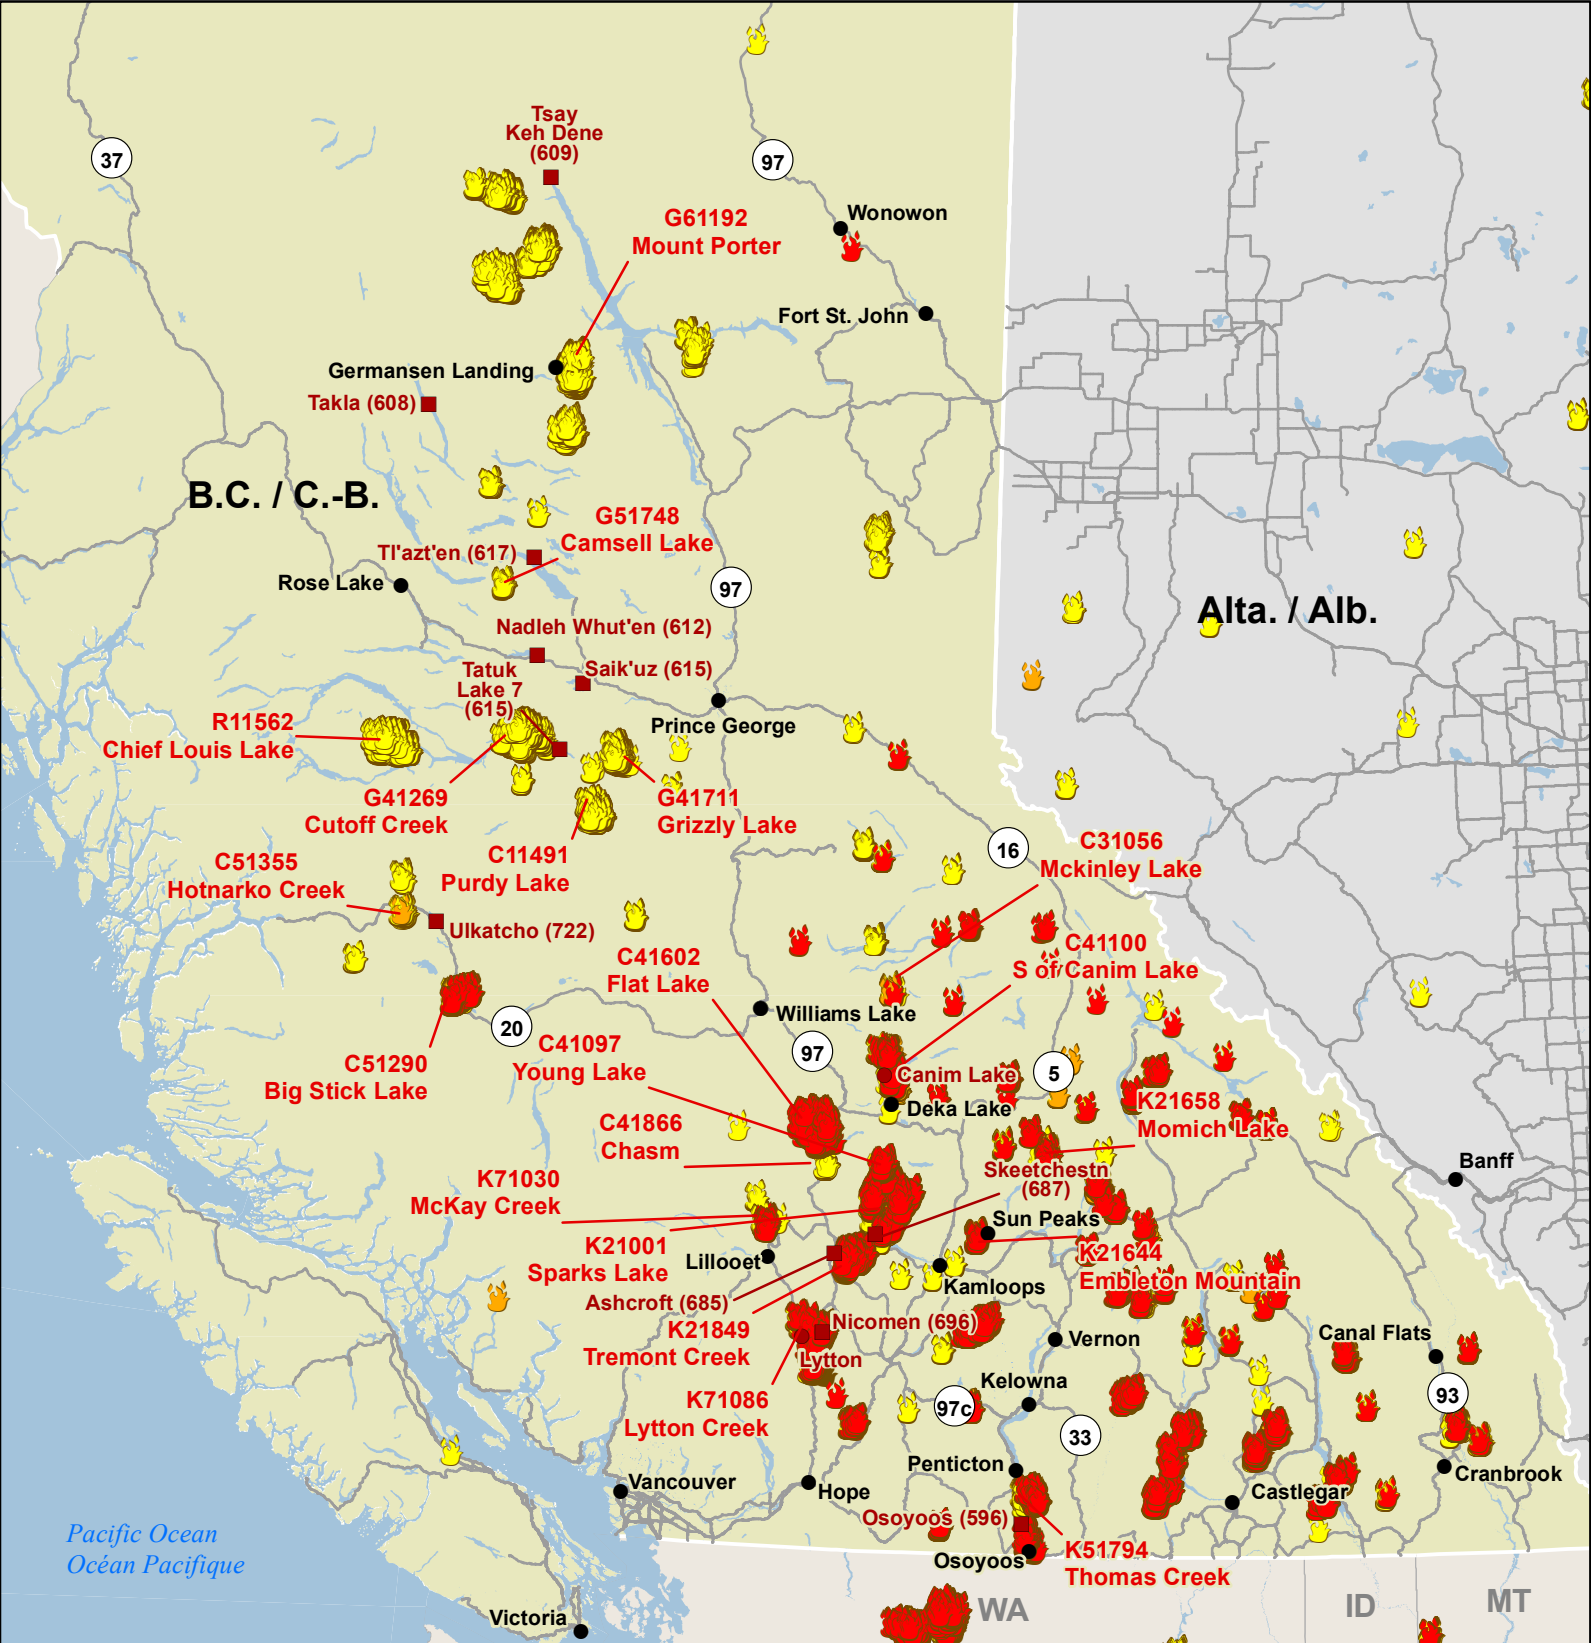 Tsay
Keh Dene
(609)
37
97
G61192
Mount Porter
Wonowon
Fort St. John
Germansen Landing
Takla (608)
B.C. / C.-B.
G51748
Camsell Lake
Tl'azt'en (617)
Rose Lake
97
Alta. / Alb.
Nadleh Whut'en (612)
Tatuk
Lake 7
(615)
Saik'uz (615)
R11562
Chief Louis Lake
Prince George
G41269
Cutoff Creek
G41711
Grizzly Lake
C11491
Purdy Lake
16
C31056
Mckinley Lake
C51355
Hotnarko Creek
Ulkatcho (722)
C41602
Flat Lake
C41100
S of Canim Lake
Williams Lake
20
97
C51290
Big Stick Lake
C41097
Young Lake
Canim Lake
5
Deka Lake
K21658
Momich Lake
C41866
Chasm
Skeetchestn
(687)
Banff
K71030
McKay Creek
Sun Peaks
K21001
Sparks Lake
Lillooet
K21644
Embleton Mountain
Kamloops
Ashcroft (685)
K21849
Tremont Creek
Nicomen (696)
Lytton
Vernon
Canal Flats
K71086
Lytton Creek
Kelowna
97c
93
33
Penticton
Cranbrook
Vancouver
Hope
Castlegar
Osoyoos (596)
Osoyoos
K51794
Thomas Creek
Pacific Ocean
Océan Pacifique
Victoria
WA
ID
MT